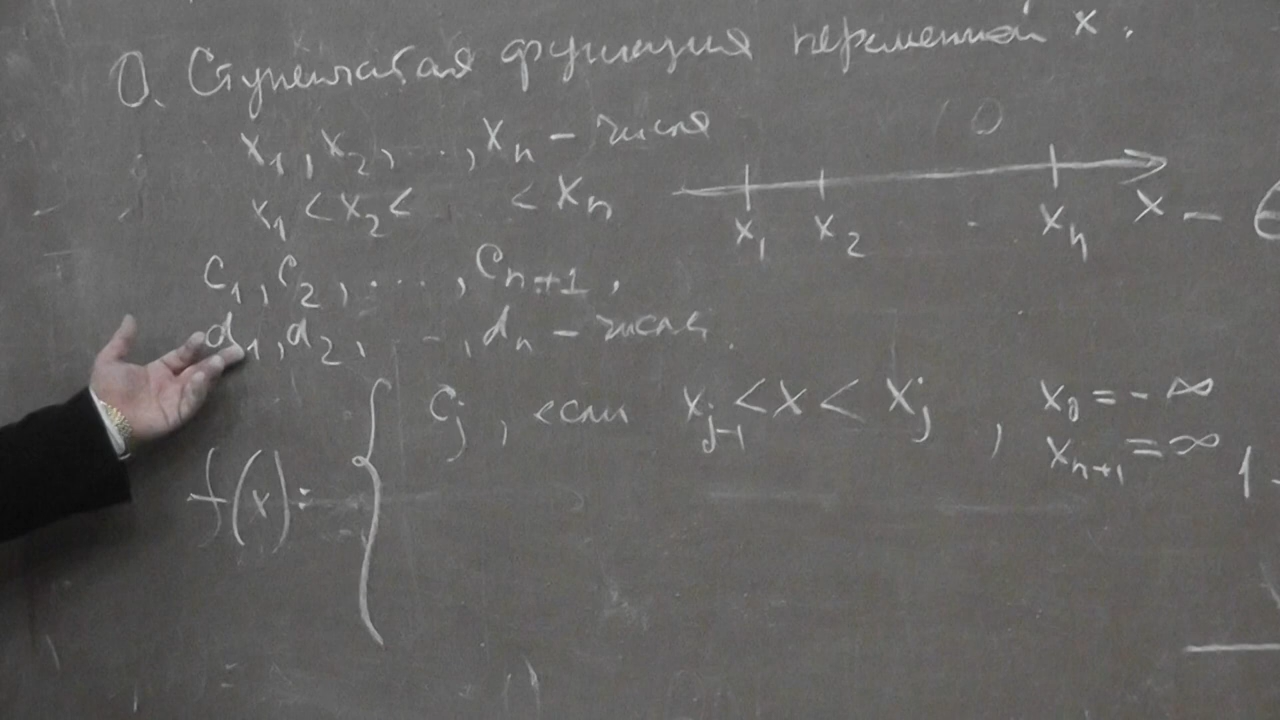 О. Ступенчатая функция переменной x.
x₁, x₂, ..., xₙ – числа
x₁ < x₂ < < xₙ
x₁ x₂ . xₙ x –
c₁, c₂, ..., cₙ₊₁,
d₁, d₂, .., dₙ – числа.
f(x) := { cⱼ, если xⱼ₋₁ < x < xⱼ, x₀ = -∞
xₙ₊₁ = ∞